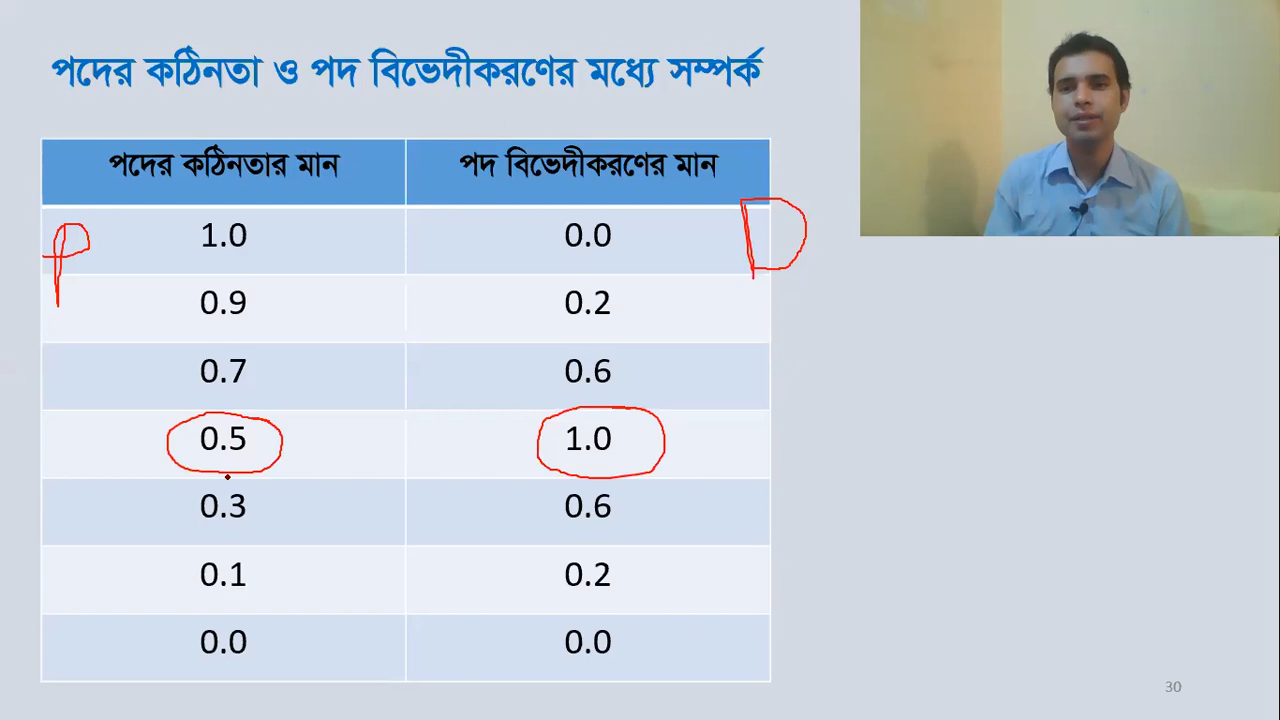 পদের কঠিনতা ও পদ বিভেদীকরণের মধ্যে সম্পর্ক
পদের কঠিনতার মান পদ বিভেদীকরণের মান
P 1.0 0.0 D
0.9 0.2
0.7 0.6
0.5 1.0
0.3 0.6
0.1 0.2
0.0 0.0
30